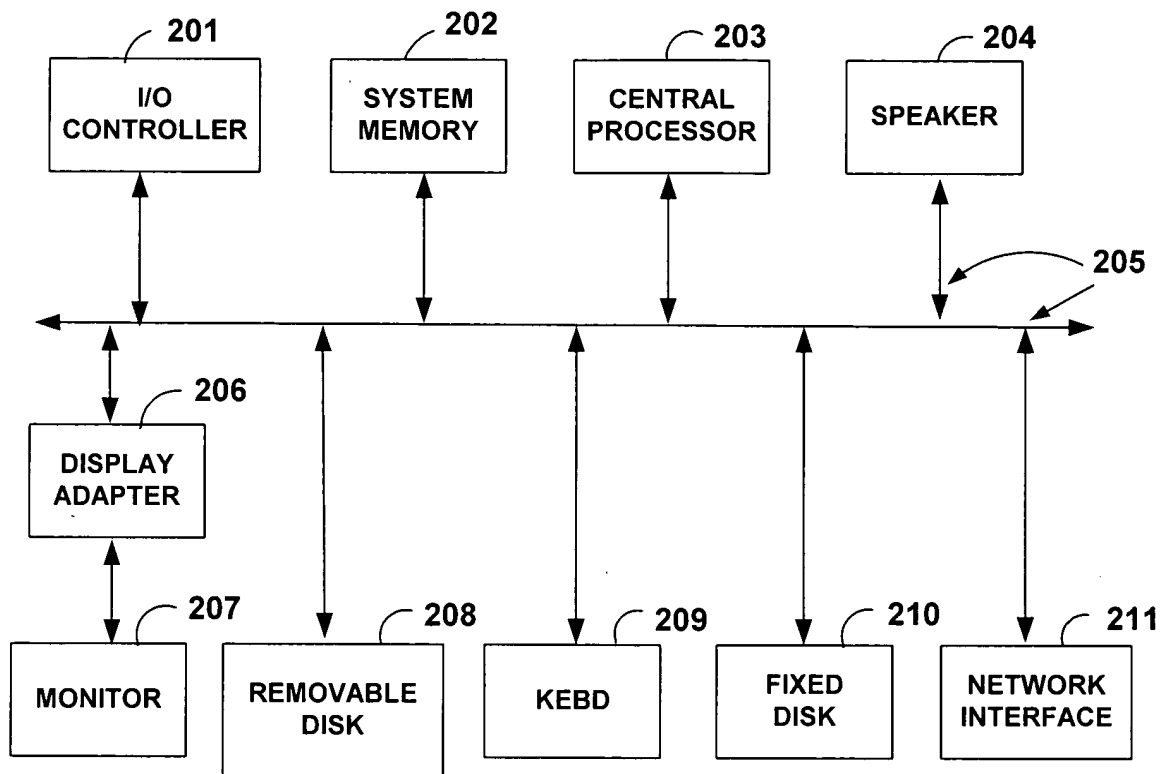 201
202
203
204
I/O
CONTROLLER
SYSTEM
MEMORY
CENTRAL
PROCESSOR
SPEAKER
205
206
DISPLAY
ADAPTER
207
208
209
210
211
MONITOR
REMOVABLE
DISK
KEBD
FIXED
DISK
NETWORK
INTERFACE